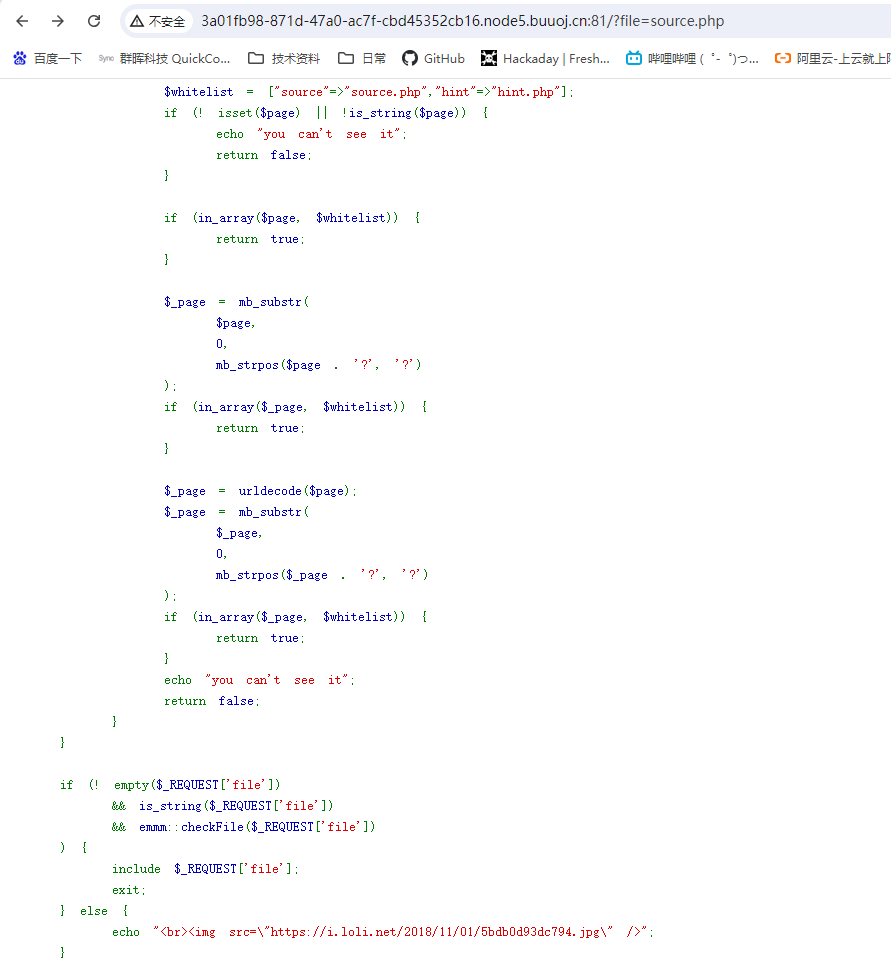 不安全 3a01fb98-871d-47a0-ac7f-cbd45352cb16.node5.buuoj.cn:81/?file=source.php
百度一下 Sync 群晖科技 QuickCo... 技术资料 日常 GitHub Hackaday | Fresh... 哔哩哔哩 (゜-゜)つ... 阿里云-上云就上
$whitelist = ["source"=>"source.php","hint"=>"hint.php"];
if (! isset($page) || !is_string($page)) {
echo "you can't see it";
return false;
}
if (in_array($page, $whitelist)) {
return true;
}
$_page = mb_substr(
$page,
0,
mb_strpos($page . '?', '?')
);
if (in_array($_page, $whitelist)) {
return true;
}
$_page = urldecode($page);
$_page = mb_substr(
$_page,
0,
mb_strpos($_page . '?', '?')
);
if (in_array($_page, $whitelist)) {
return true;
}
echo "you can't see it";
return false;
}
}
if (! empty($_REQUEST['file'])
&& is_string($_REQUEST['file'])
&& emmm::checkFile($_REQUEST['file'])
) {
include $_REQUEST['file'];
exit;
} else {
echo "<br><img src=\"https://i.loli.net/2018/11/01/5bdb0d93dc794.jpg\" />";
}